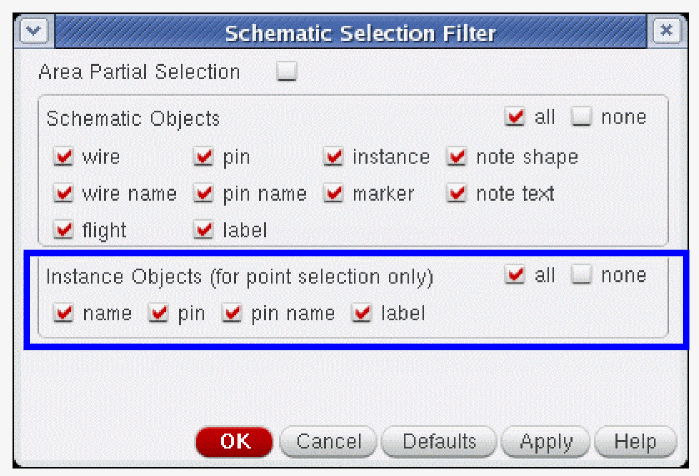 Schematic Selection Filter
Area Partial Selection
Schematic Objects all none
wire pin instance note shape
wire name pin name marker note text
flight label
Instance Objects (for point selection only) all none
name pin pin name label
OK Cancel Defaults Apply Help